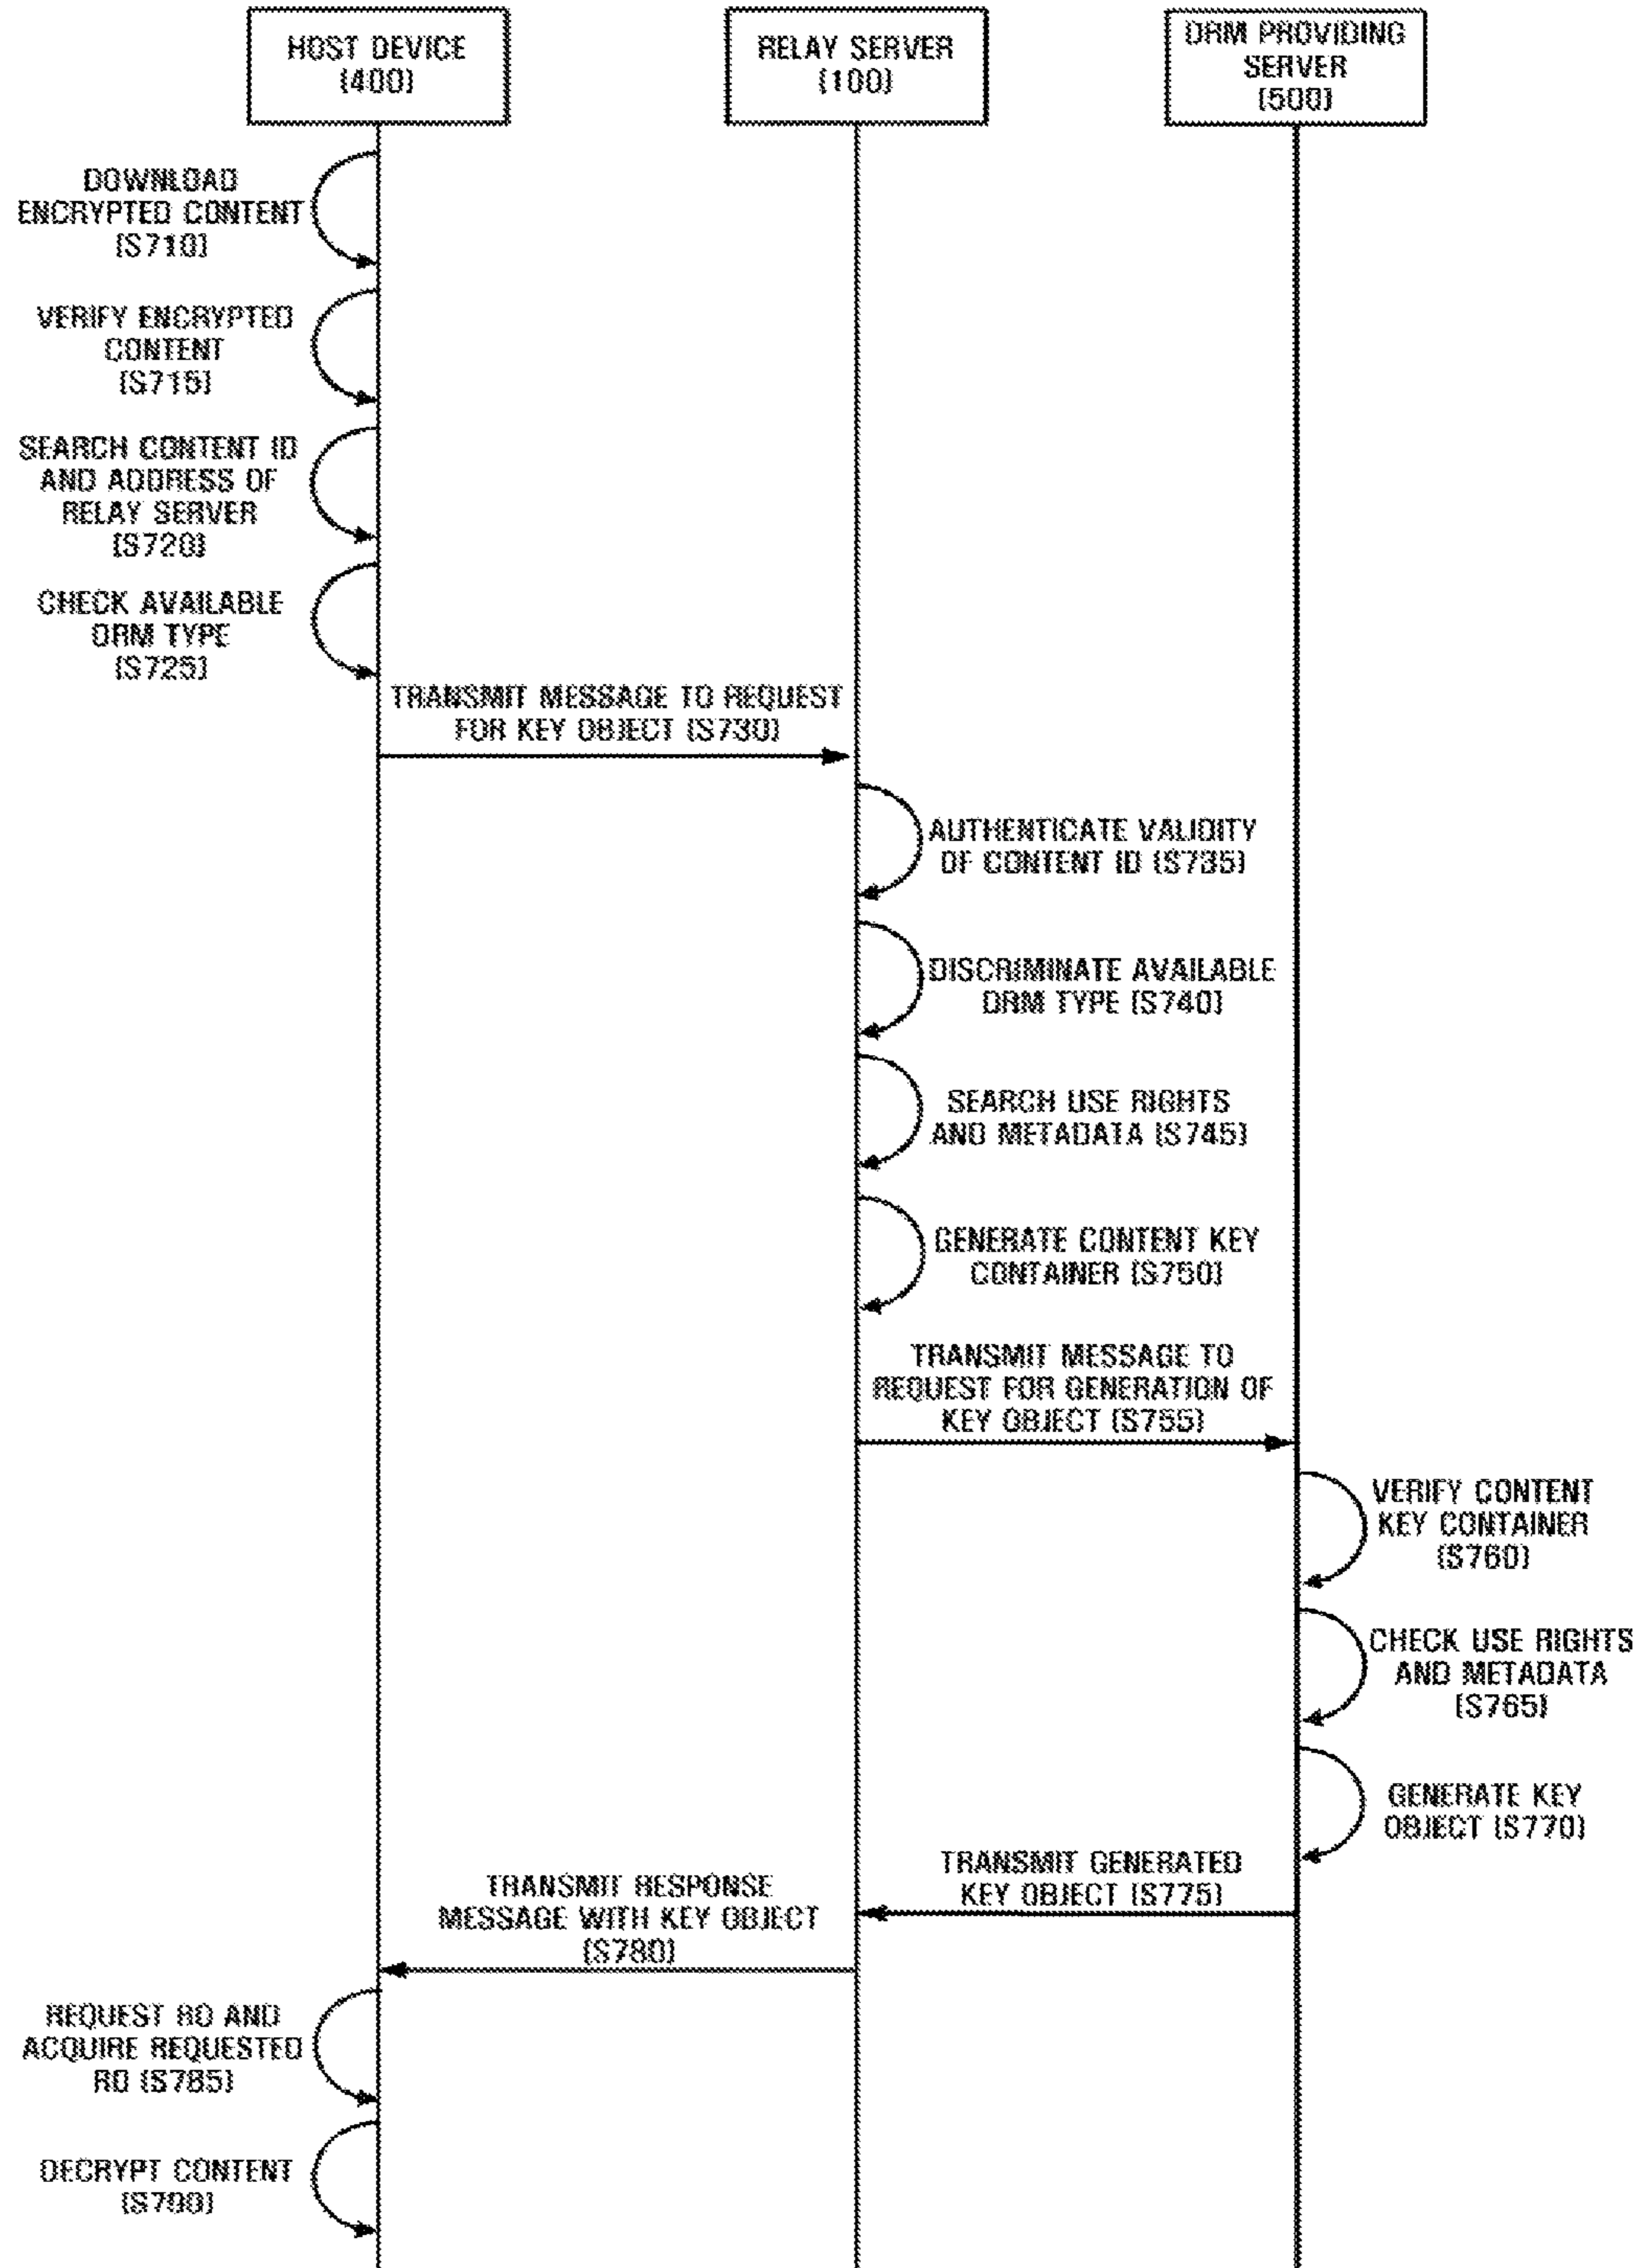 HOST DEVICE
(400)
RELAY SERVER
(100)
DRM PROVIDING
SERVER
(500)
DOWNLOAD
ENCRYPTED CONTENT
(S710)
VERIFY ENCRYPTED
CONTENT
(S715)
SEARCH CONTENT ID
AND ADDRESS OF
RELAY SERVER
(S720)
CHECK AVAILABLE
DRM TYPE
(S725)
TRANSMIT MESSAGE TO REQUEST
FOR KEY OBJECT (S730)
AUTHENTICATE VALIDITY
OF CONTENT ID (S735)
DISCRIMINATE AVAILABLE
DRM TYPE (S740)
SEARCH USE RIGHTS
AND METADATA (S745)
GENERATE CONTENT KEY
CONTAINER (S750)
TRANSMIT MESSAGE TO
REQUEST FOR GENERATION OF
KEY OBJECT (S755)
VERIFY CONTENT
KEY CONTAINER
(S760)
CHECK USE RIGHTS
AND METADATA
(S765)
GENERATE KEY
OBJECT (S770)
TRANSMIT GENERATED
KEY OBJECT (S775)
TRANSMIT RESPONSE
MESSAGE WITH KEY OBJECT
(S780)
REQUEST RO AND
ACQUIRE REQUESTED
RO (S785)
DECRYPT CONTENT
(S790)